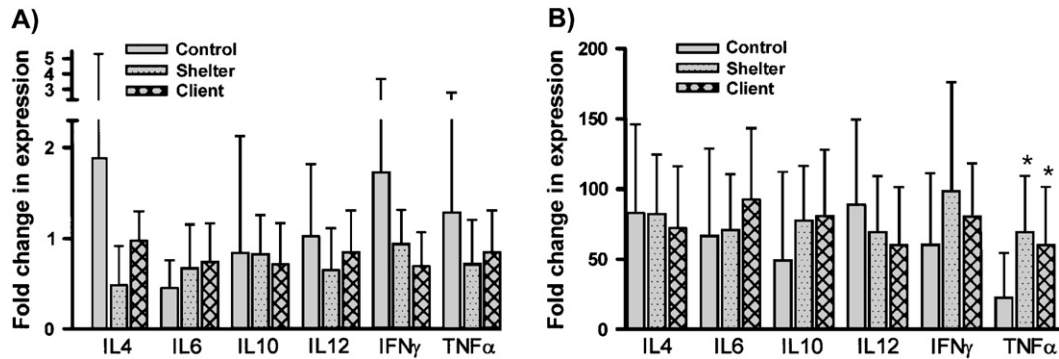 A)
Fold change in expression
5
4
3
2
1
0
Control
Shelter
Client
IL4 IL6 IL10 IL12 IFNγ TNFα
B)
Fold change in expression
200
150
100
50
0
Control
Shelter
Client
* *
IL4 IL6 IL10 IL12 IFNγ TNFα